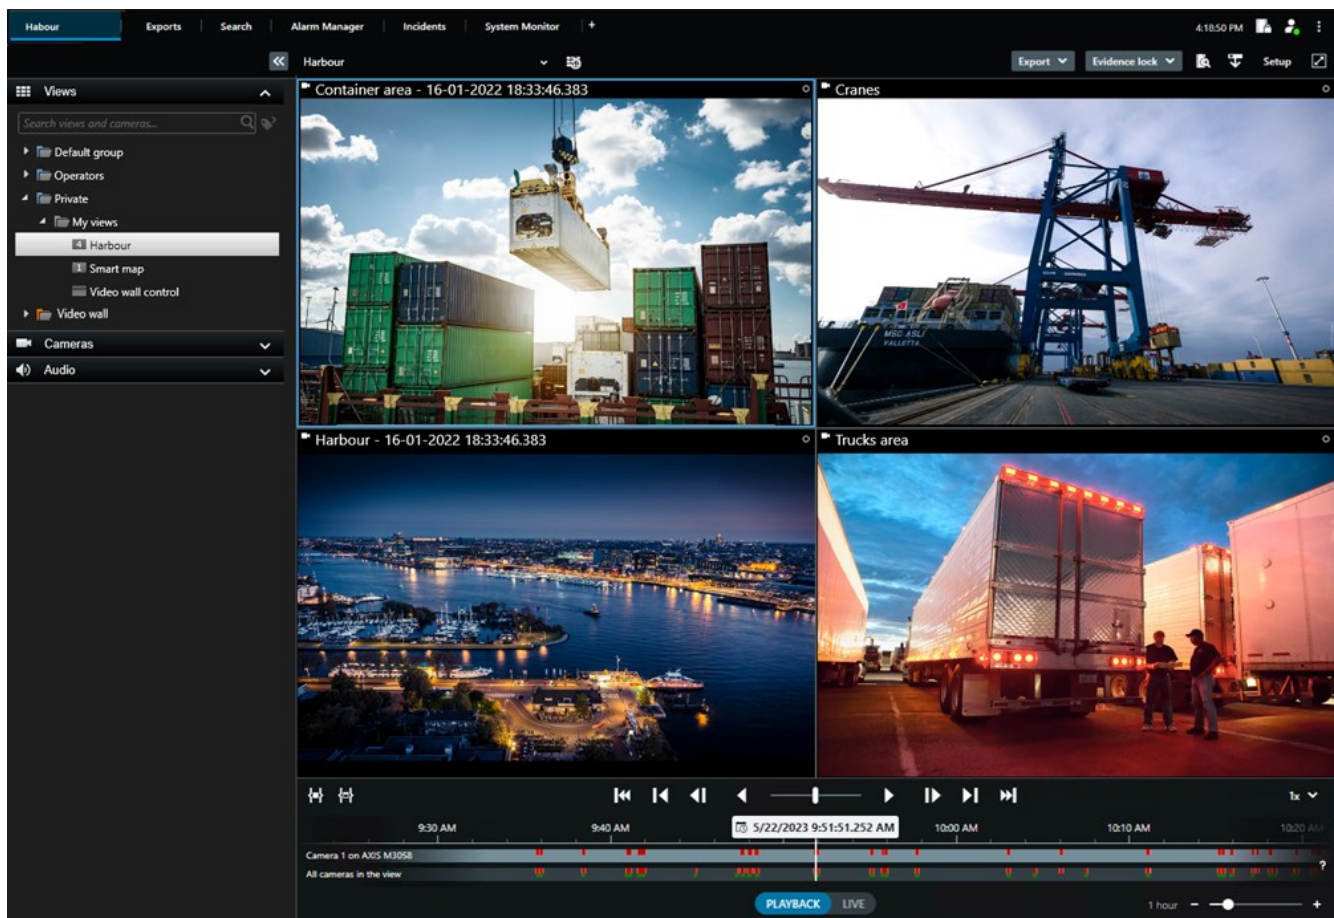 Habour Exports Search Alarm Manager Incidents System Monitor + 4:18:50 PM
Harbour Export Evidence lock Setup
Views
Search views and cameras...
Default group
Operators
Private
My views
4 Harbour
1 Smart map
Video wall control
Video wall
Cameras
Audio
Container area - 16-01-2022 18:33:46.383
Cranes
MSC ASLI
VALLETTA
Harbour - 16-01-2022 18:33:46.383
Trucks area
1x
9:30 AM 9:40 AM 5/22/2023 9:51:51.252 AM 10:00 AM 10:10 AM 10:20 AM
Camera 1 on AXIS M3058
All cameras in the view
?
PLAYBACK LIVE
1 hour - +